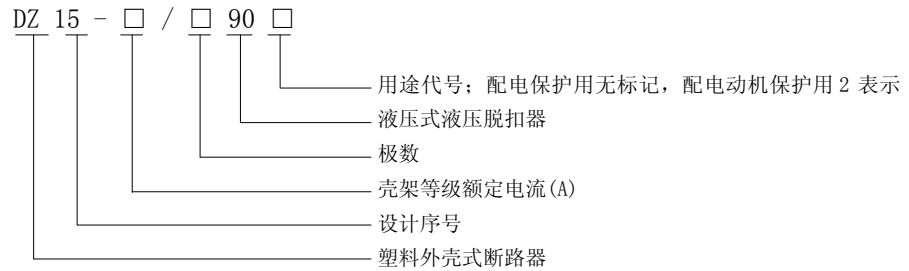 DZ 15 - □ / □ 90 □
用途代号；配电保护用无标记，配电动机保护用 2 表示
液压式液压脱扣器
极数
壳架等级额定电流(A)
设计序号
塑料外壳式断路器